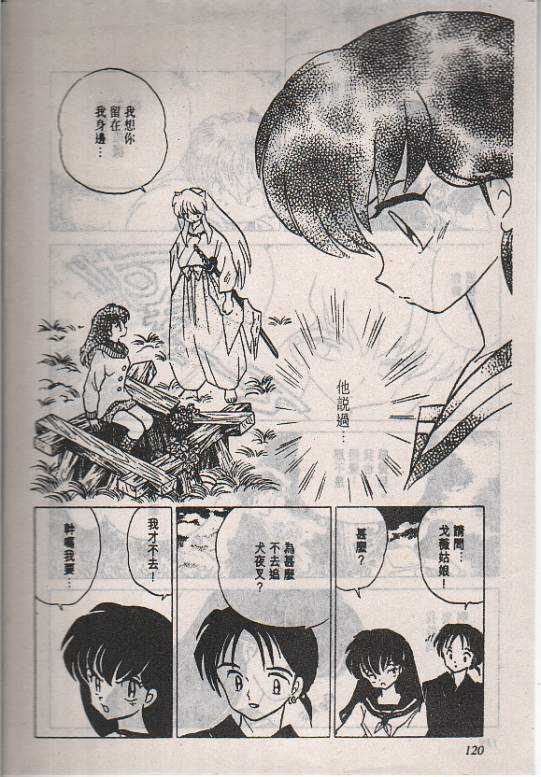 我想你
留在
我身邊…
他說過…
請問…
戈薇姑娘!
甚麼?
為甚麼
不去追
犬夜叉?
我才不去!
幹嗎我要…
120